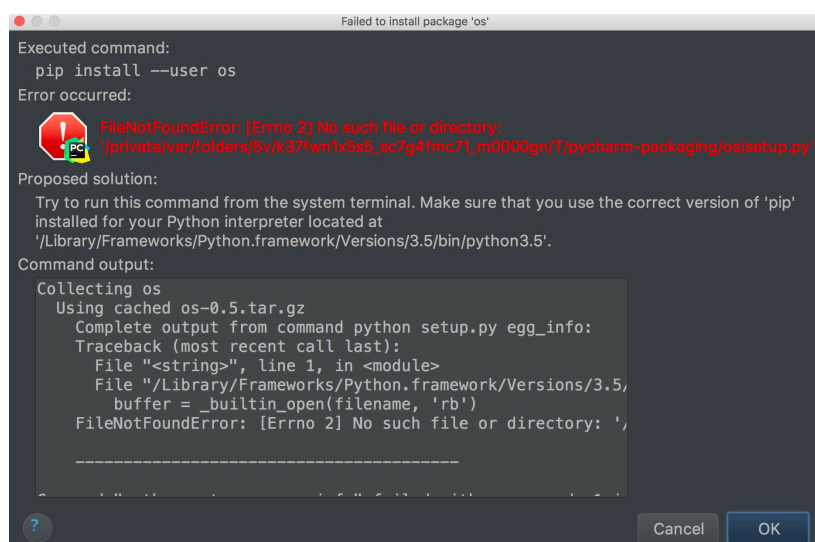 Failed to install package 'os'
Executed command:
pip install --user os
Error occurred:
FileNotFoundError: [Errno 2] No such file or directory:
'/private/var/folders/5v/k37fwn1x5s5_sc7g4fmc71_m0000gn/T/pycharm-packaging/os/setup.py'
PC
Proposed solution:
Try to run this command from the system terminal. Make sure that you use the correct version of 'pip'
installed for your Python interpreter located at
'/Library/Frameworks/Python.framework/Versions/3.5/bin/python3.5'.
Command output:
Collecting os
Using cached os-0.5.tar.gz
Complete output from command python setup.py egg_info:
Traceback (most recent call last):
File "<string>", line 1, in <module>
File "/Library/Frameworks/Python.framework/Versions/3.5/
buffer = _builtin_open(filename, 'rb')
FileNotFoundError: [Errno 2] No such file or directory: '/
----------------------------------------
?
Cancel
OK